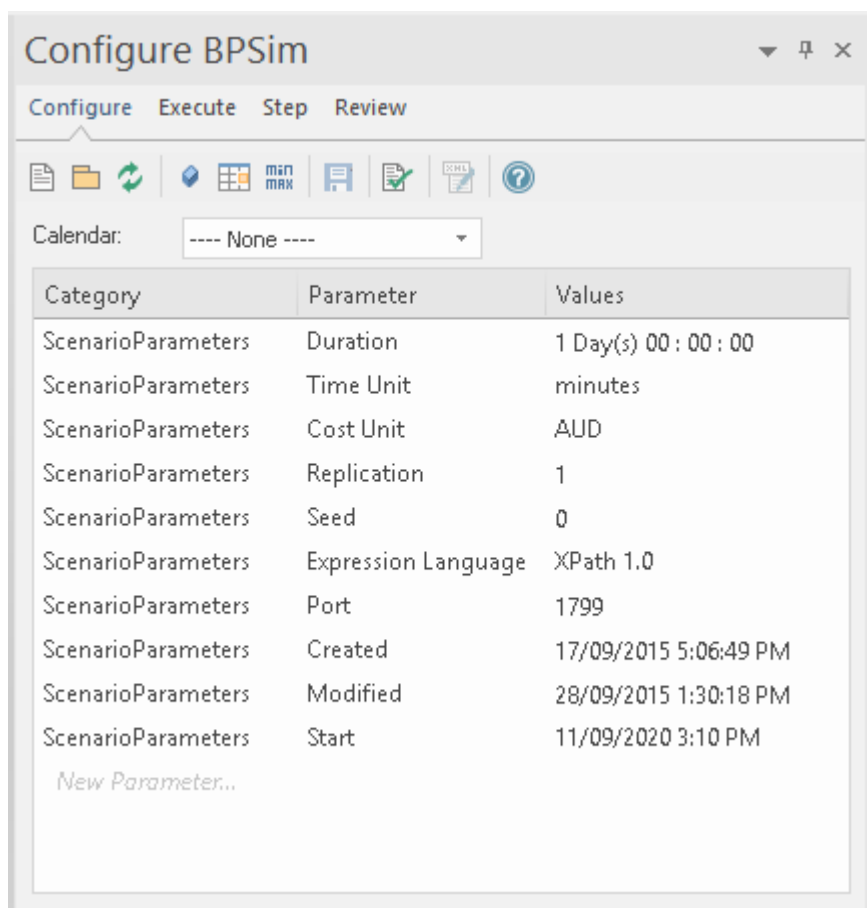 Configure BPSim
Configure Execute Step Review
min
max
XML
Calendar: ---- None ----
Category Parameter Values
ScenarioParameters Duration 1 Day(s) 00 : 00 : 00
ScenarioParameters Time Unit minutes
ScenarioParameters Cost Unit AUD
ScenarioParameters Replication 1
ScenarioParameters Seed 0
ScenarioParameters Expression Language XPath 1.0
ScenarioParameters Port 1799
ScenarioParameters Created 17/09/2015 5:06:49 PM
ScenarioParameters Modified 28/09/2015 1:30:18 PM
ScenarioParameters Start 11/09/2020 3:10 PM
New Parameter...